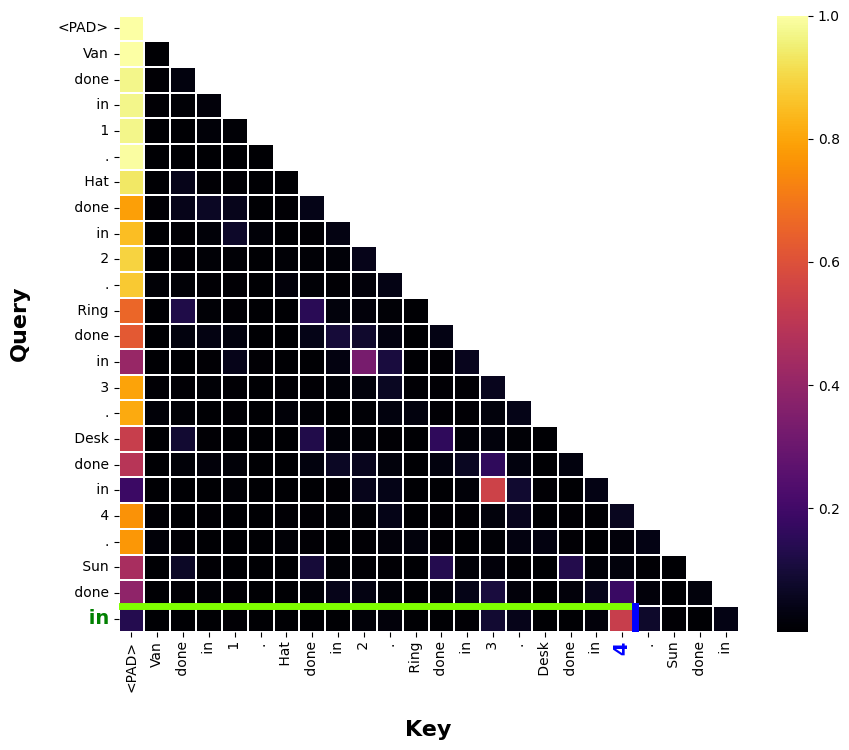 <PAD>
Van
done
in
1
.
Hat
done
in
2
.
Ring
done
in
3
.
Desk
done
in
4
.
Sun
done
in
Query
<PAD>
Van
done
in
1
.
Hat
done
in
2
.
Ring
done
in
3
.
Desk
done
in
4
.
Sun
done
in
Key
1.0
0.8
0.6
0.4
0.2